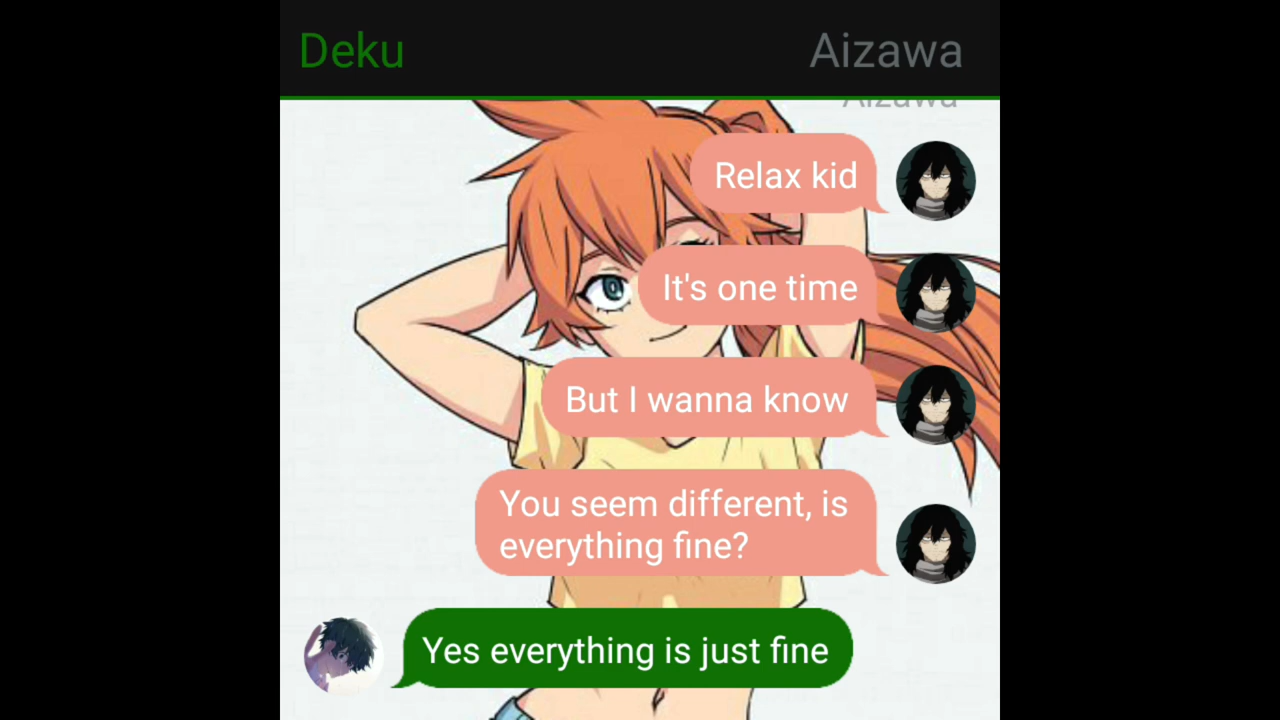 Deku
Aizawa
Aizawa
Relax kid
It's one time
But I wanna know
You seem different, is
everything fine?
Yes everything is just fine